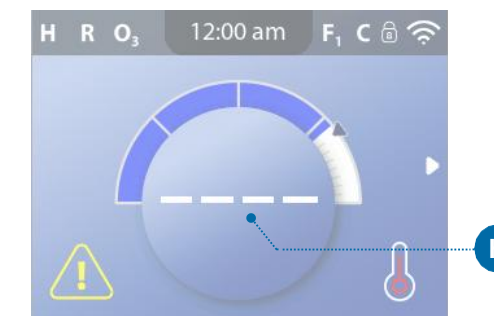 H R O₃ 12:00 am F₁ C
– – – –